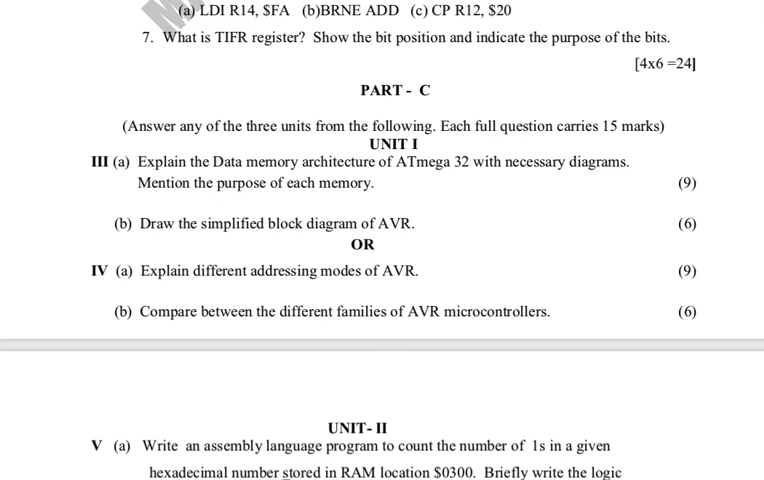 (a) LDI R14, $FA (b)BRNE ADD (c) CP R12, $20
7. What is TIFR register? Show the bit position and indicate the purpose of the bits.
[4x6 =24]
PART - C
(Answer any of the three units from the following. Each full question carries 15 marks)
UNIT I
III (a) Explain the Data memory architecture of ATmega 32 with necessary diagrams.
Mention the purpose of each memory. (9)
(b) Draw the simplified block diagram of AVR. (6)
OR
IV (a) Explain different addressing modes of AVR. (9)
(b) Compare between the different families of AVR microcontrollers. (6)
UNIT- II
V (a) Write an assembly language program to count the number of 1s in a given
hexadecimal number stored in RAM location $0300. Briefly write the logic